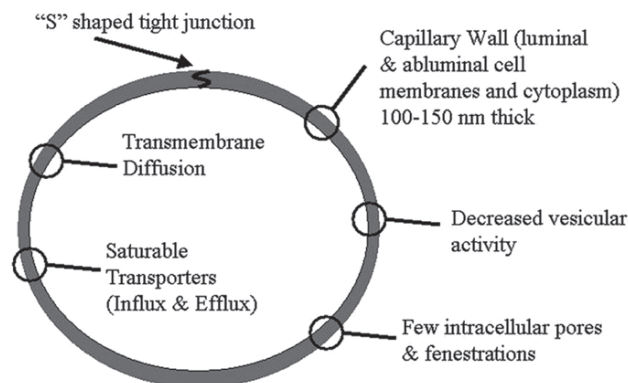 “S” shaped tight junction
Capillary Wall (luminal
& abluminal cell
membranes and cytoplasm)
100-150 nm thick
Transmembrane
Diffusion
Decreased vesicular
activity
Saturable
Transporters
(Influx & Efflux)
Few intracellular pores
& fenestrations